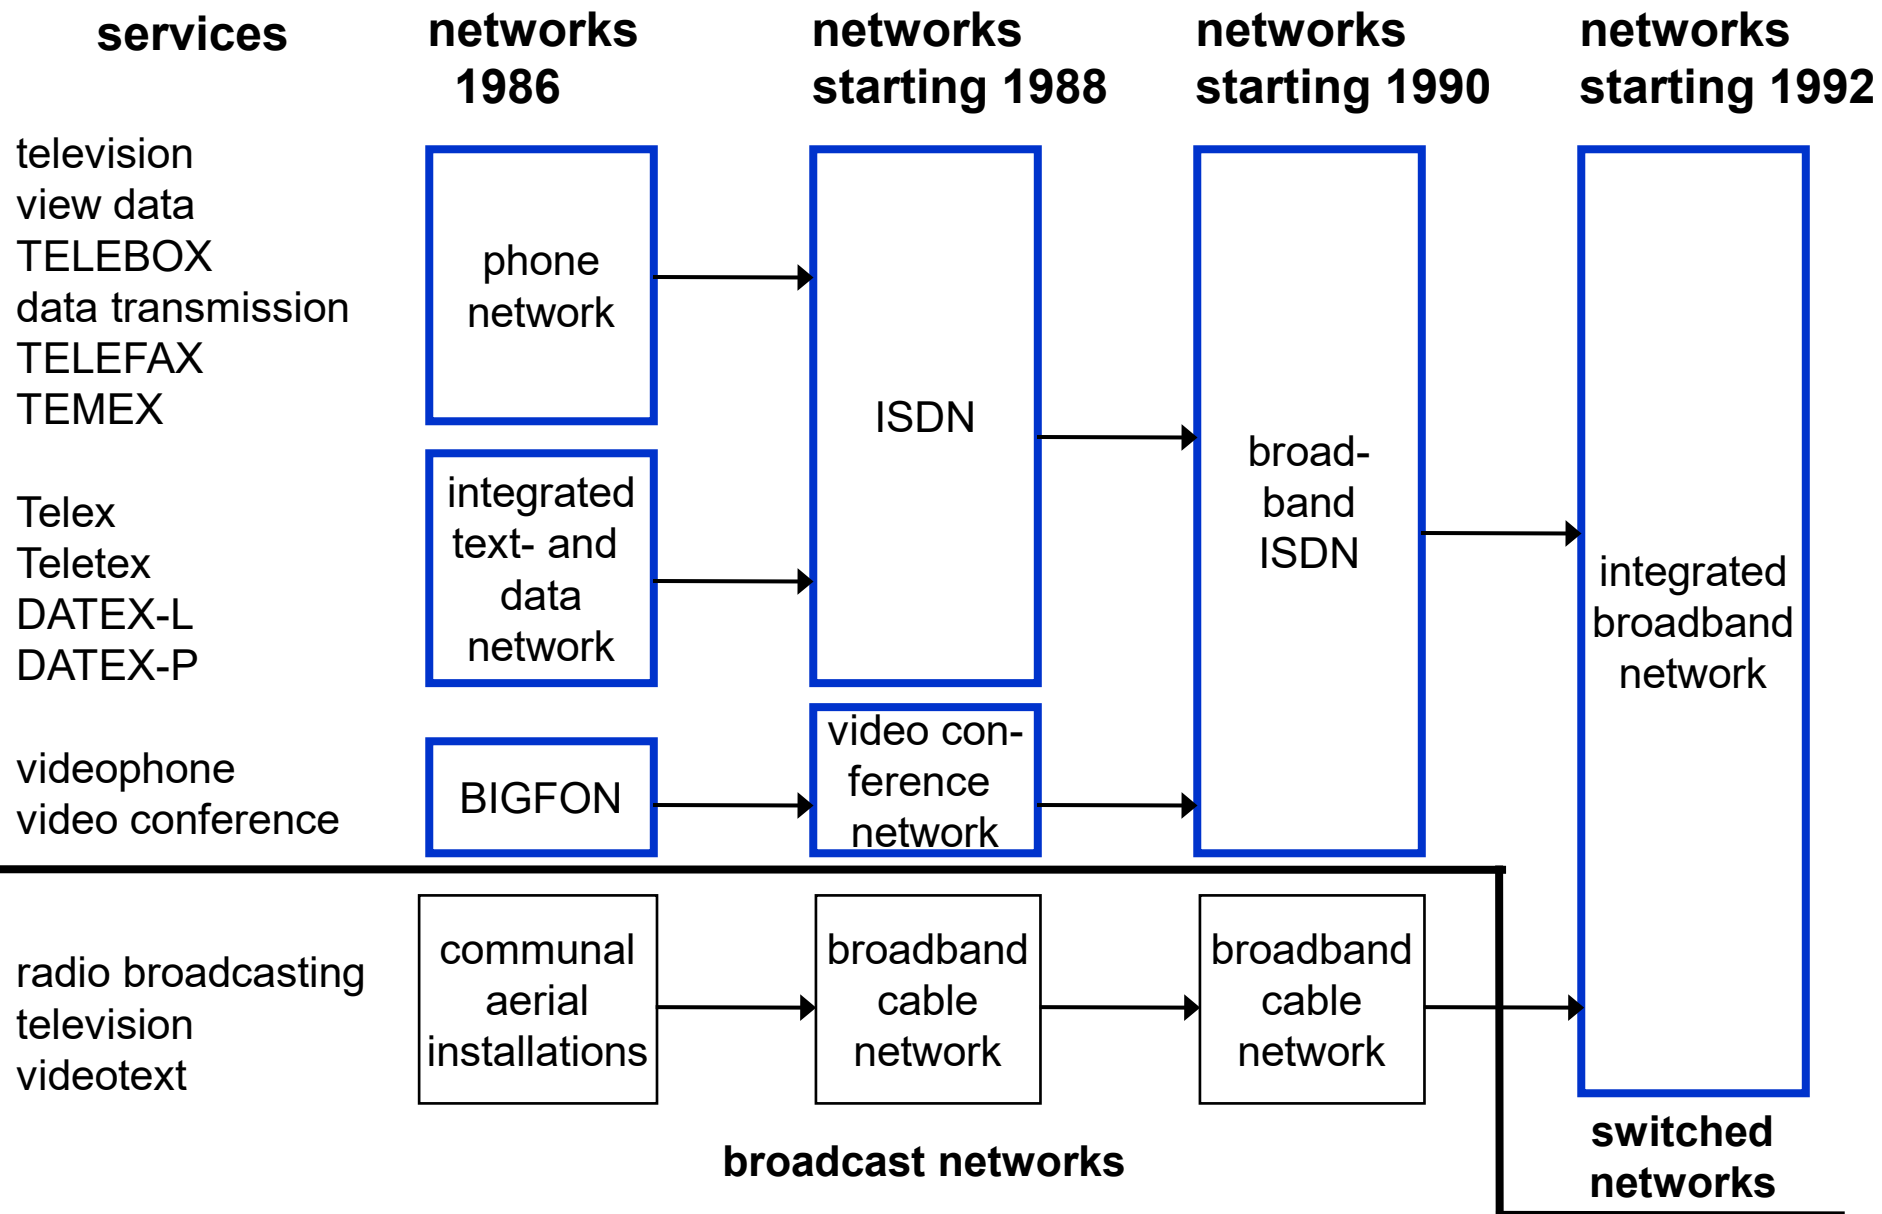 services
networks
1986
networks
starting 1988
networks
starting 1990
networks
starting 1992
television
view data
TELEBOX
data transmission
TELEFAX
TEMEX
Telex
Teletex
DATEX-L
DATEX-P
videophone
video conference
radio broadcasting
television
videotext
phone
network
integrated
text- and
data
network
BIGFON
communal
aerial
installations
ISDN
video con-
ference
network
broadband
cable
network
broad-
band
ISDN
broadband
cable
network
integrated
broadband
network
broadcast networks
switched
networks